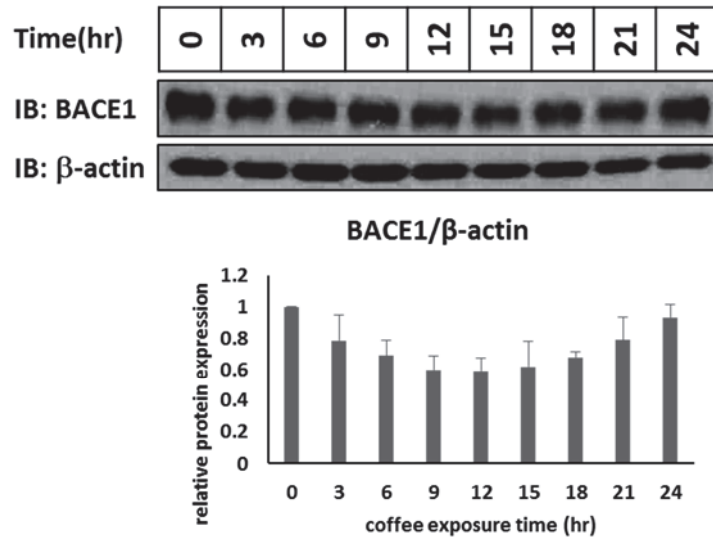 Time(hr) 0 3 6 9 12 15 18 21 24
IB: BACE1
IB: β-actin
BACE1/β-actin
relative protein expression
1.2
1
0.8
0.6
0.4
0.2
0
0 3 6 9 12 15 18 21 24
coffee exposure time (hr)